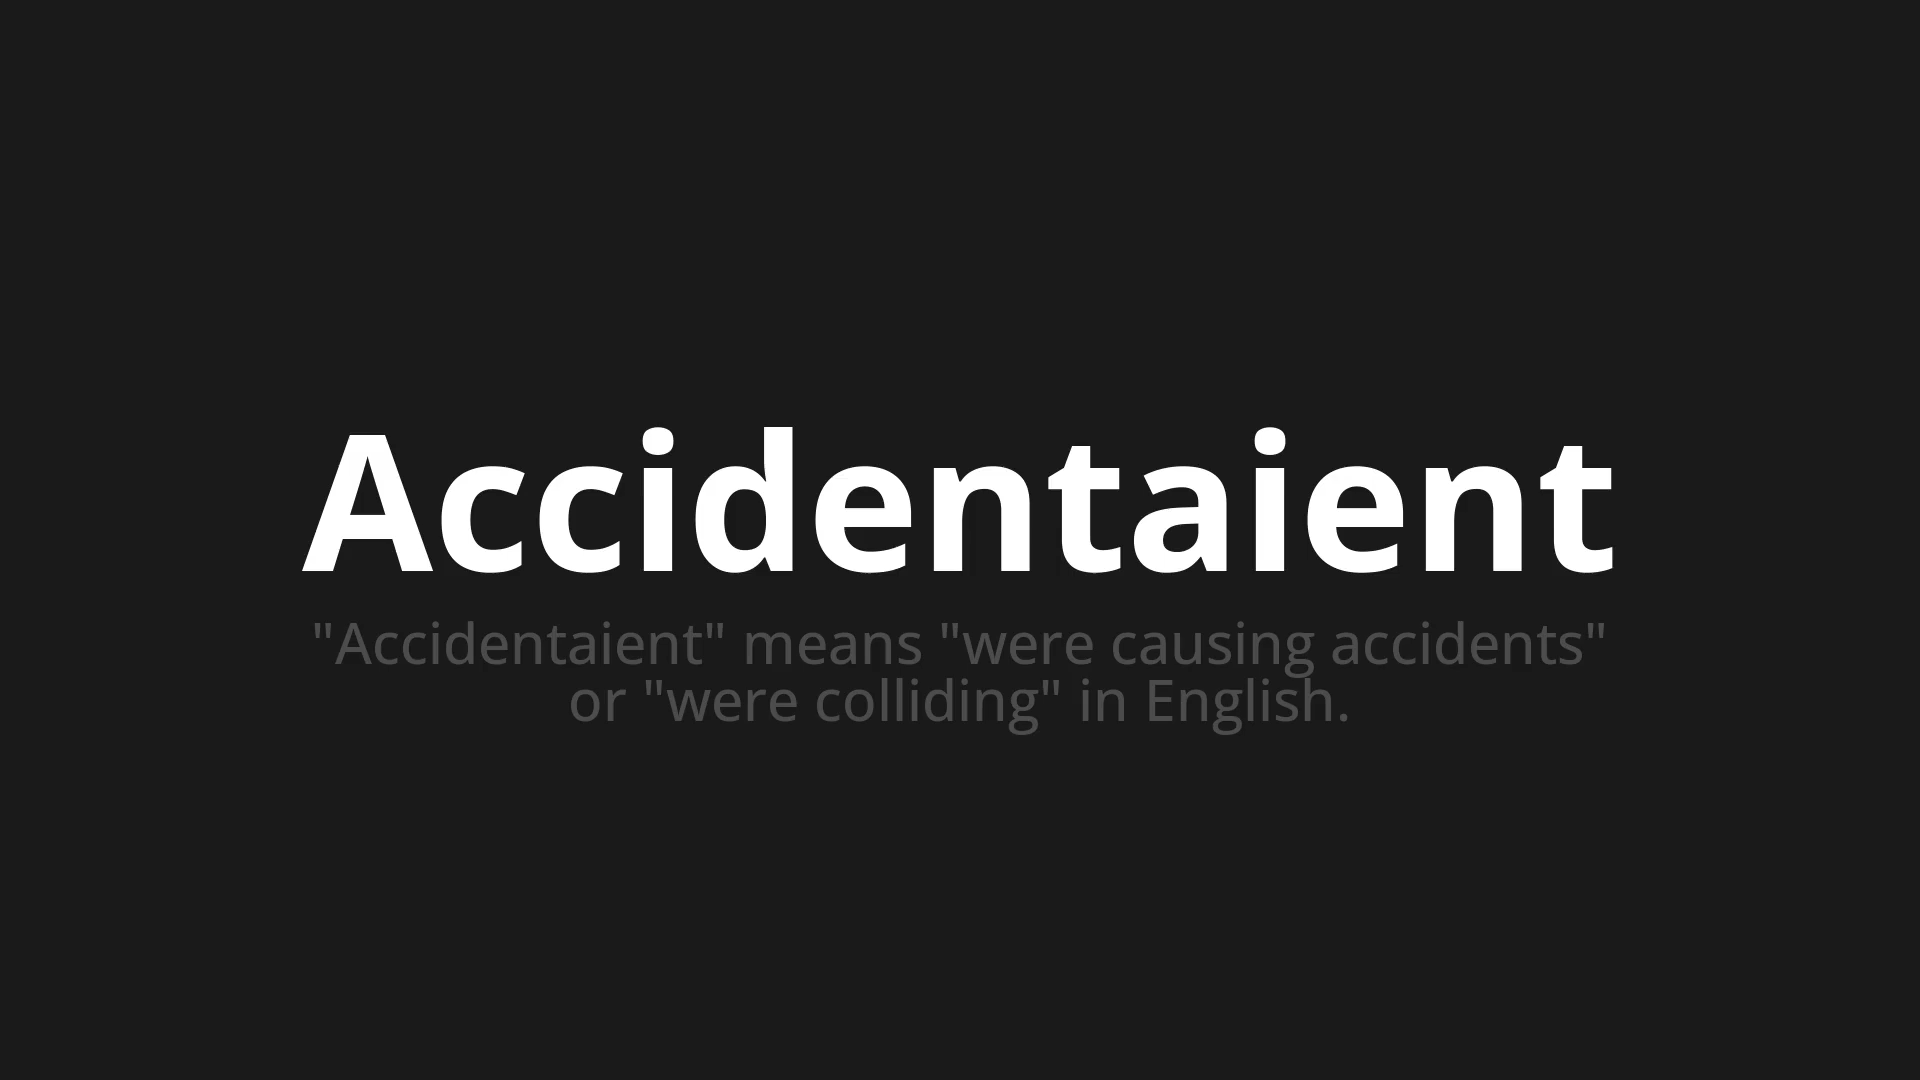 Accidentaient
"Accidentaient" means "were causing accidents"
or "were colliding" in English.